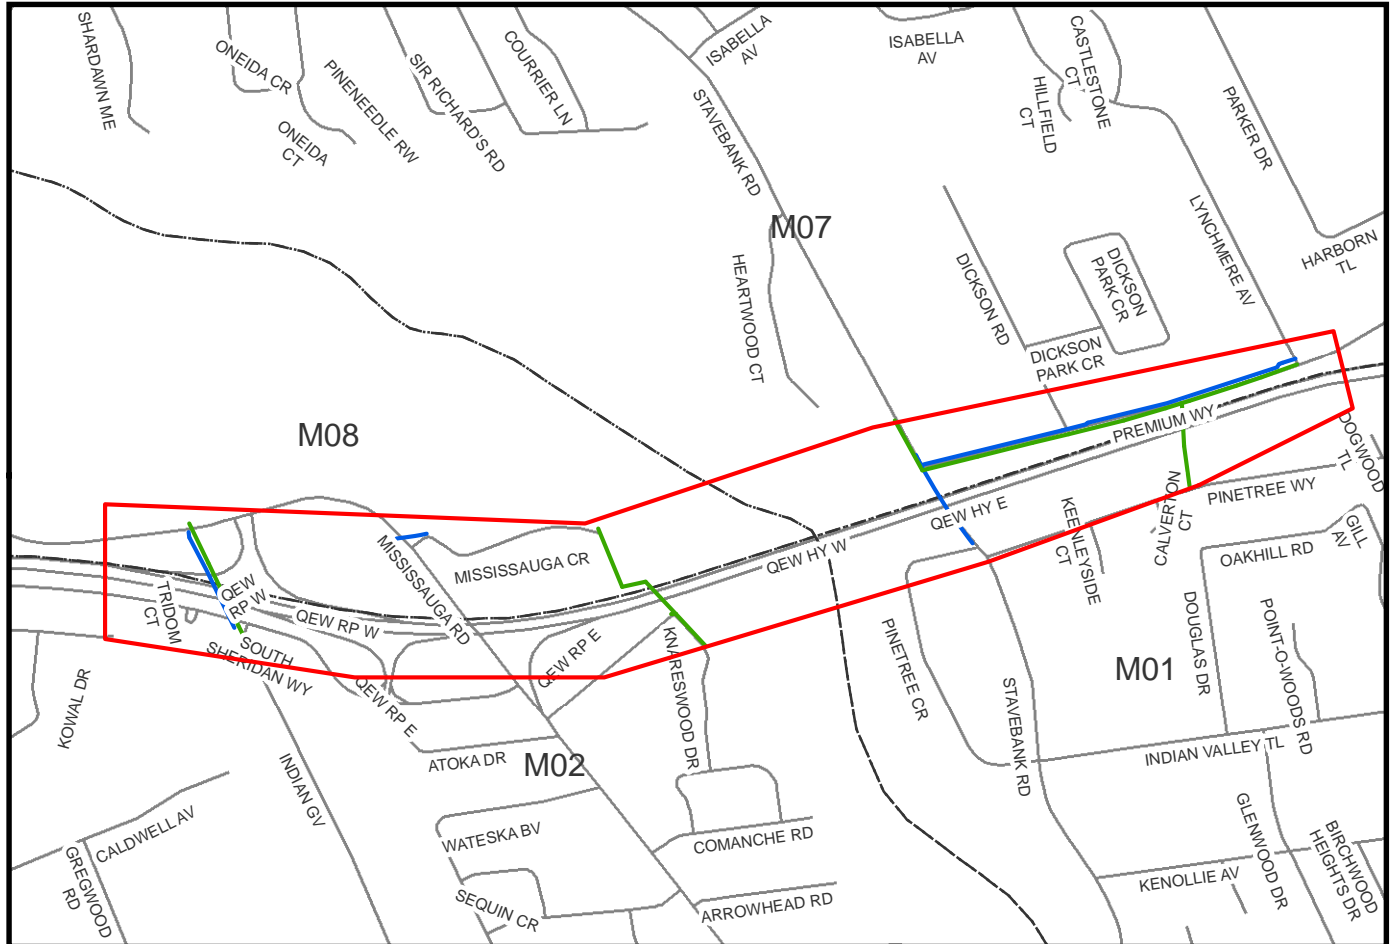 SHARDAWN ME
ONEIDA CR
ONEIDA
CT
PINENEEDLE RW
SIR RICHARD'S RD
COURRIER LN
ISABELLA
AV
STAVEBANK RD
ISABELLA
AV
HILLFIELD
CT
CASTLESTONE
CT
PARKER DR
LYNCHMERE AV
HARBORN
TL
M07
HEARTWOOD CT
DICKSON RD
DICKSON
PARK CR
DICKSON
PARK CR
M08
PREMIUM WY
DOGWOOD
TL
QEW HY E
QEW HY W
KEENLEYSIDE
CT
CALVERTON
CT
PINETREE WY
GILL
AV
OAKHILL RD
MISSISSAUGA RD
MISSISSAUGA CR
TRIDOM
CT
QEW
RP W
QEW RP W
SOUTH
SHERIDAN WY
QEW RP E
QEW RP E
KNARESWOOD DR
PINETREE CR
STAVEBANK RD
M01
DOUGLAS DR
POINT-O-WOODS RD
KOWAL DR
ATOKA DR
M02
INDIAN GV
INDIAN VALLEY TL
CALDWELL AV
GREGWOOD
RD
WATESKA BV
SEQUIN CR
COMANCHE RD
ARROWHEAD RD
KENOLLIE AV
GLENWOOD DR
BIRCHWOOD
HEIGHTS DR